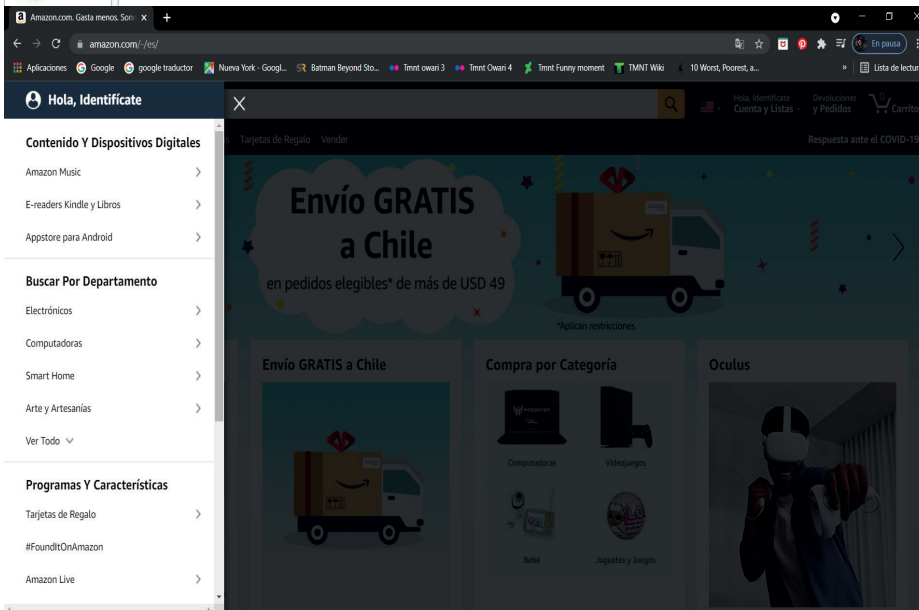 Amazon.com. Gasta menos. Sonr
amazon.com/-/es/
En pausa
Aplicaciones Google google traductor Nueva York - Googl... Batman Beyond Sto... Tmnt owari 3 Tmnt Owari 4 Tmnt Funny moment TMNT Wiki 10 Worst, Poorest, a... » Lista de lectur
Hola, Identifícate
Hola, Identifícate
Cuenta y Listas
Devoluciones
y Pedidos
0
Carrito
Tarjetas de Regalo Vender
Respuesta ante el COVID-19
Contenido Y Dispositivos Digitales
Amazon Music
E-readers Kindle y Libros
Appstore para Android
Buscar Por Departamento
Electrónicos
Computadoras
Smart Home
Arte y Artesanías
Ver Todo
Programas Y Características
Tarjetas de Regalo
#FoundItOnAmazon
Amazon Live
Envío GRATIS
a Chile
en pedidos elegibles* de más de USD 49
*Aplican restricciones
Envío GRATIS a Chile
Compra por Categoría
PREDATOR
Computadoras
Videojuegos
Bebé
Juguetes y Juegos
Oculus